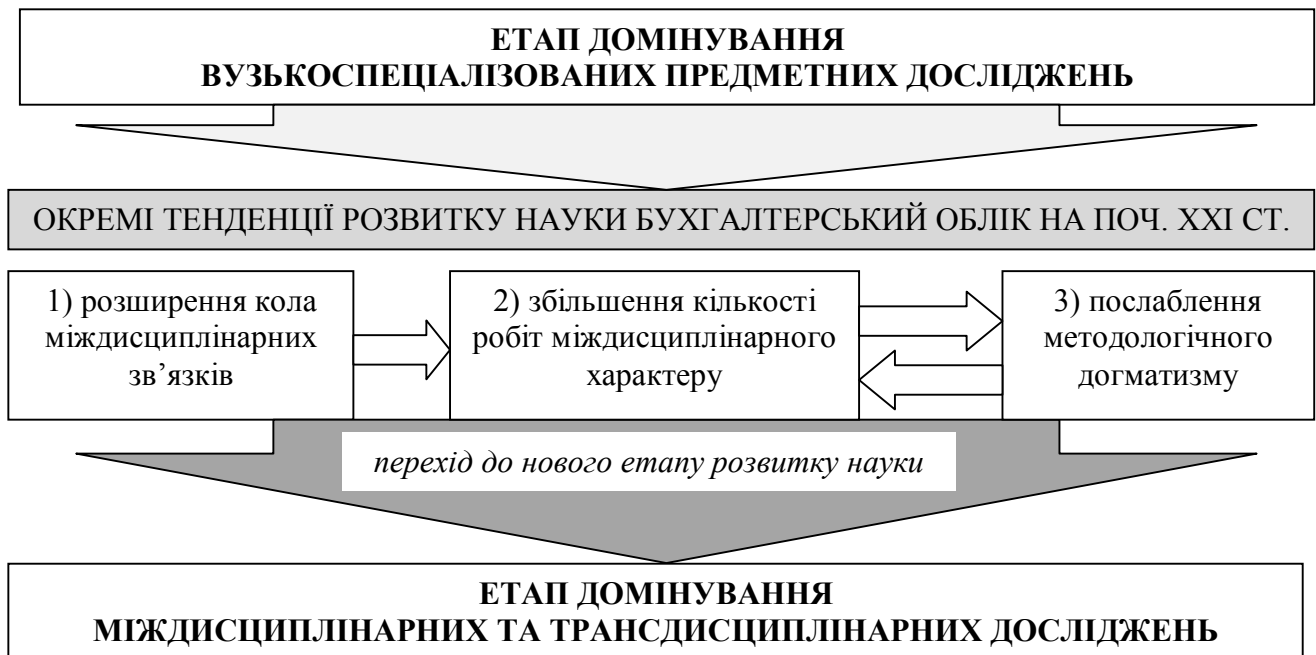 ЕТАП ДОМІНУВАННЯ
ВУЗЬКОСПЕЦІАЛІЗОВАНИХ ПРЕДМЕТНИХ ДОСЛІДЖЕНЬ
ОКРЕМІ ТЕНДЕНЦІЇ РОЗВИТКУ НАУКИ БУХГАЛТЕРСЬКИЙ ОБЛІК НА ПОЧ. ХХІ СТ.
1) розширення кола
міждисциплінарних
зв’язків
2) збільшення кількості
робіт міждисциплінарного
характеру
3) послаблення
методологічного
догматизму
перехід до нового етапу розвитку науки
ЕТАП ДОМІНУВАННЯ
МІЖДИСЦИПЛІНАРНИХ ТА ТРАНСДИСЦИПЛІНАРНИХ ДОСЛІДЖЕНЬ